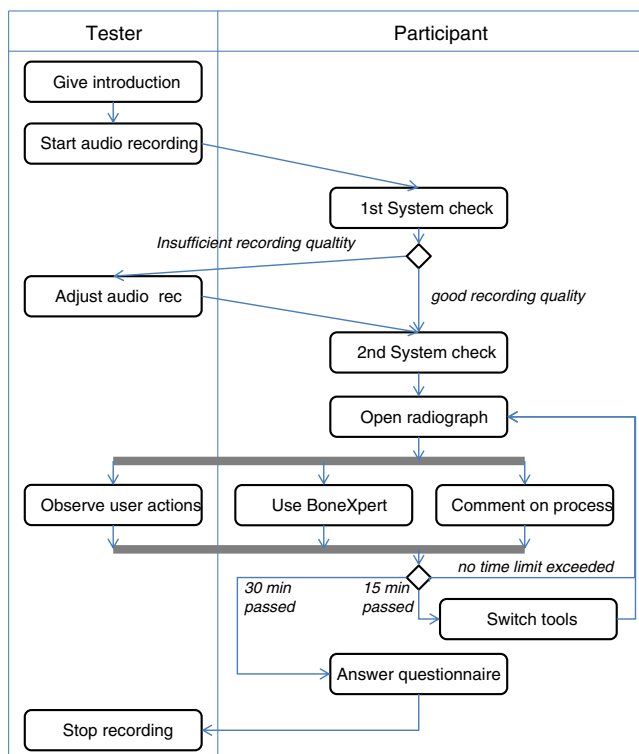 Tester
Participant
Give introduction
Start audio recording
1st System check
Insufficient recording qualtity
Adjust audio rec
good recording quality
2nd System check
Open radiograph
Observe user actions
Use BoneXpert
Comment on process
no time limit exceeded
30 min
passed
15 min
passed
Switch tools
Answer questionnaire
Stop recording